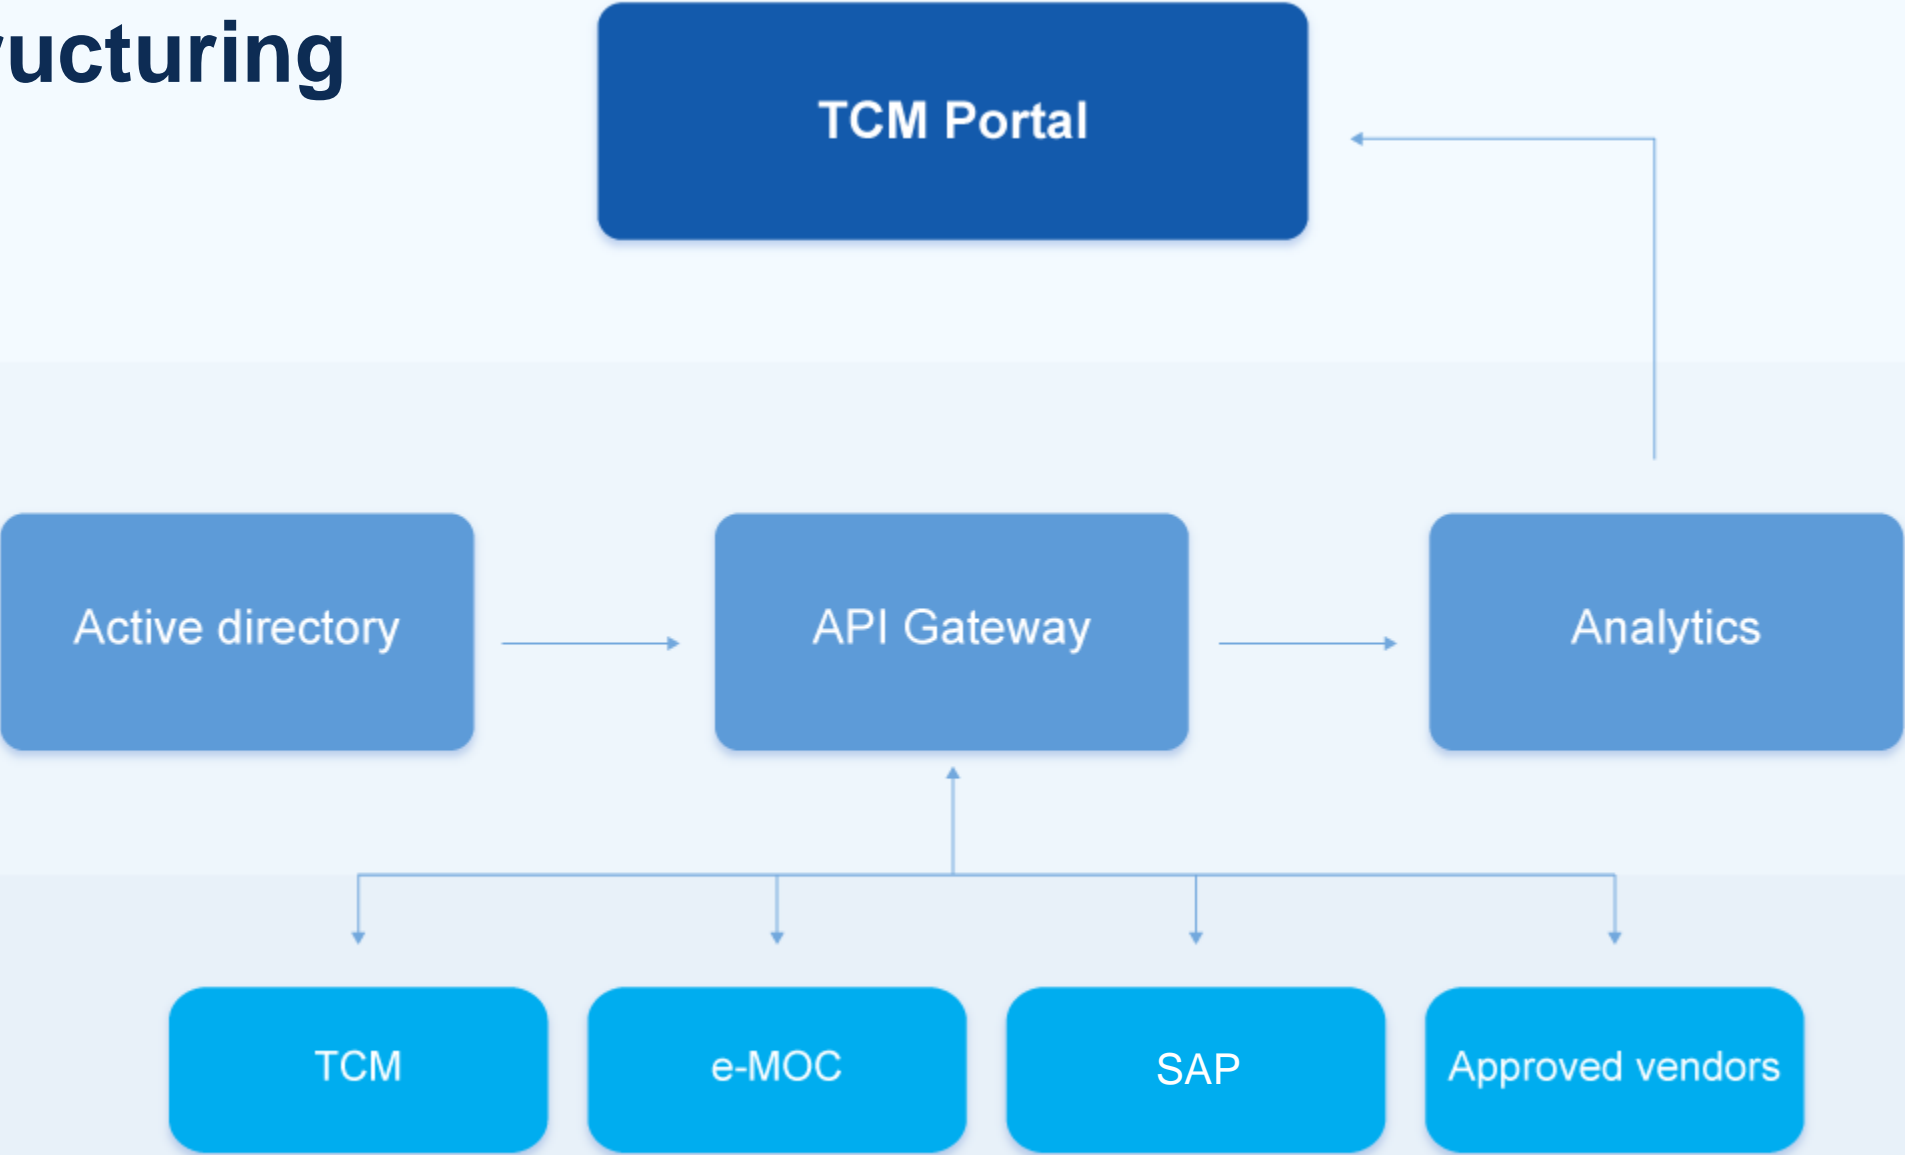 ucturing
TCM Portal
Active directory
API Gateway
Analytics
TCM
e-MOC
SAP
Approved vendors